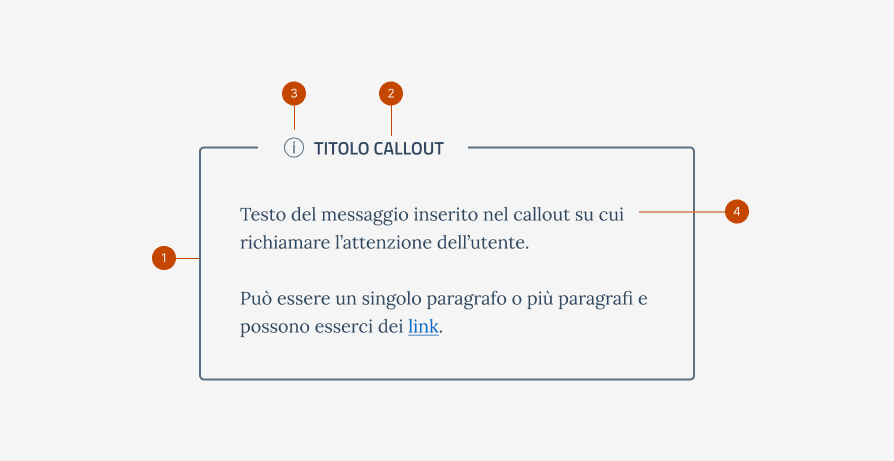 3
2
TITOLO CALLOUT
Testo del messaggio inserito nel callout su cui
4
richiamare l’attenzione dell’utente.
1
Può essere un singolo paragrafo o più paragrafi e
possono esserci dei link.